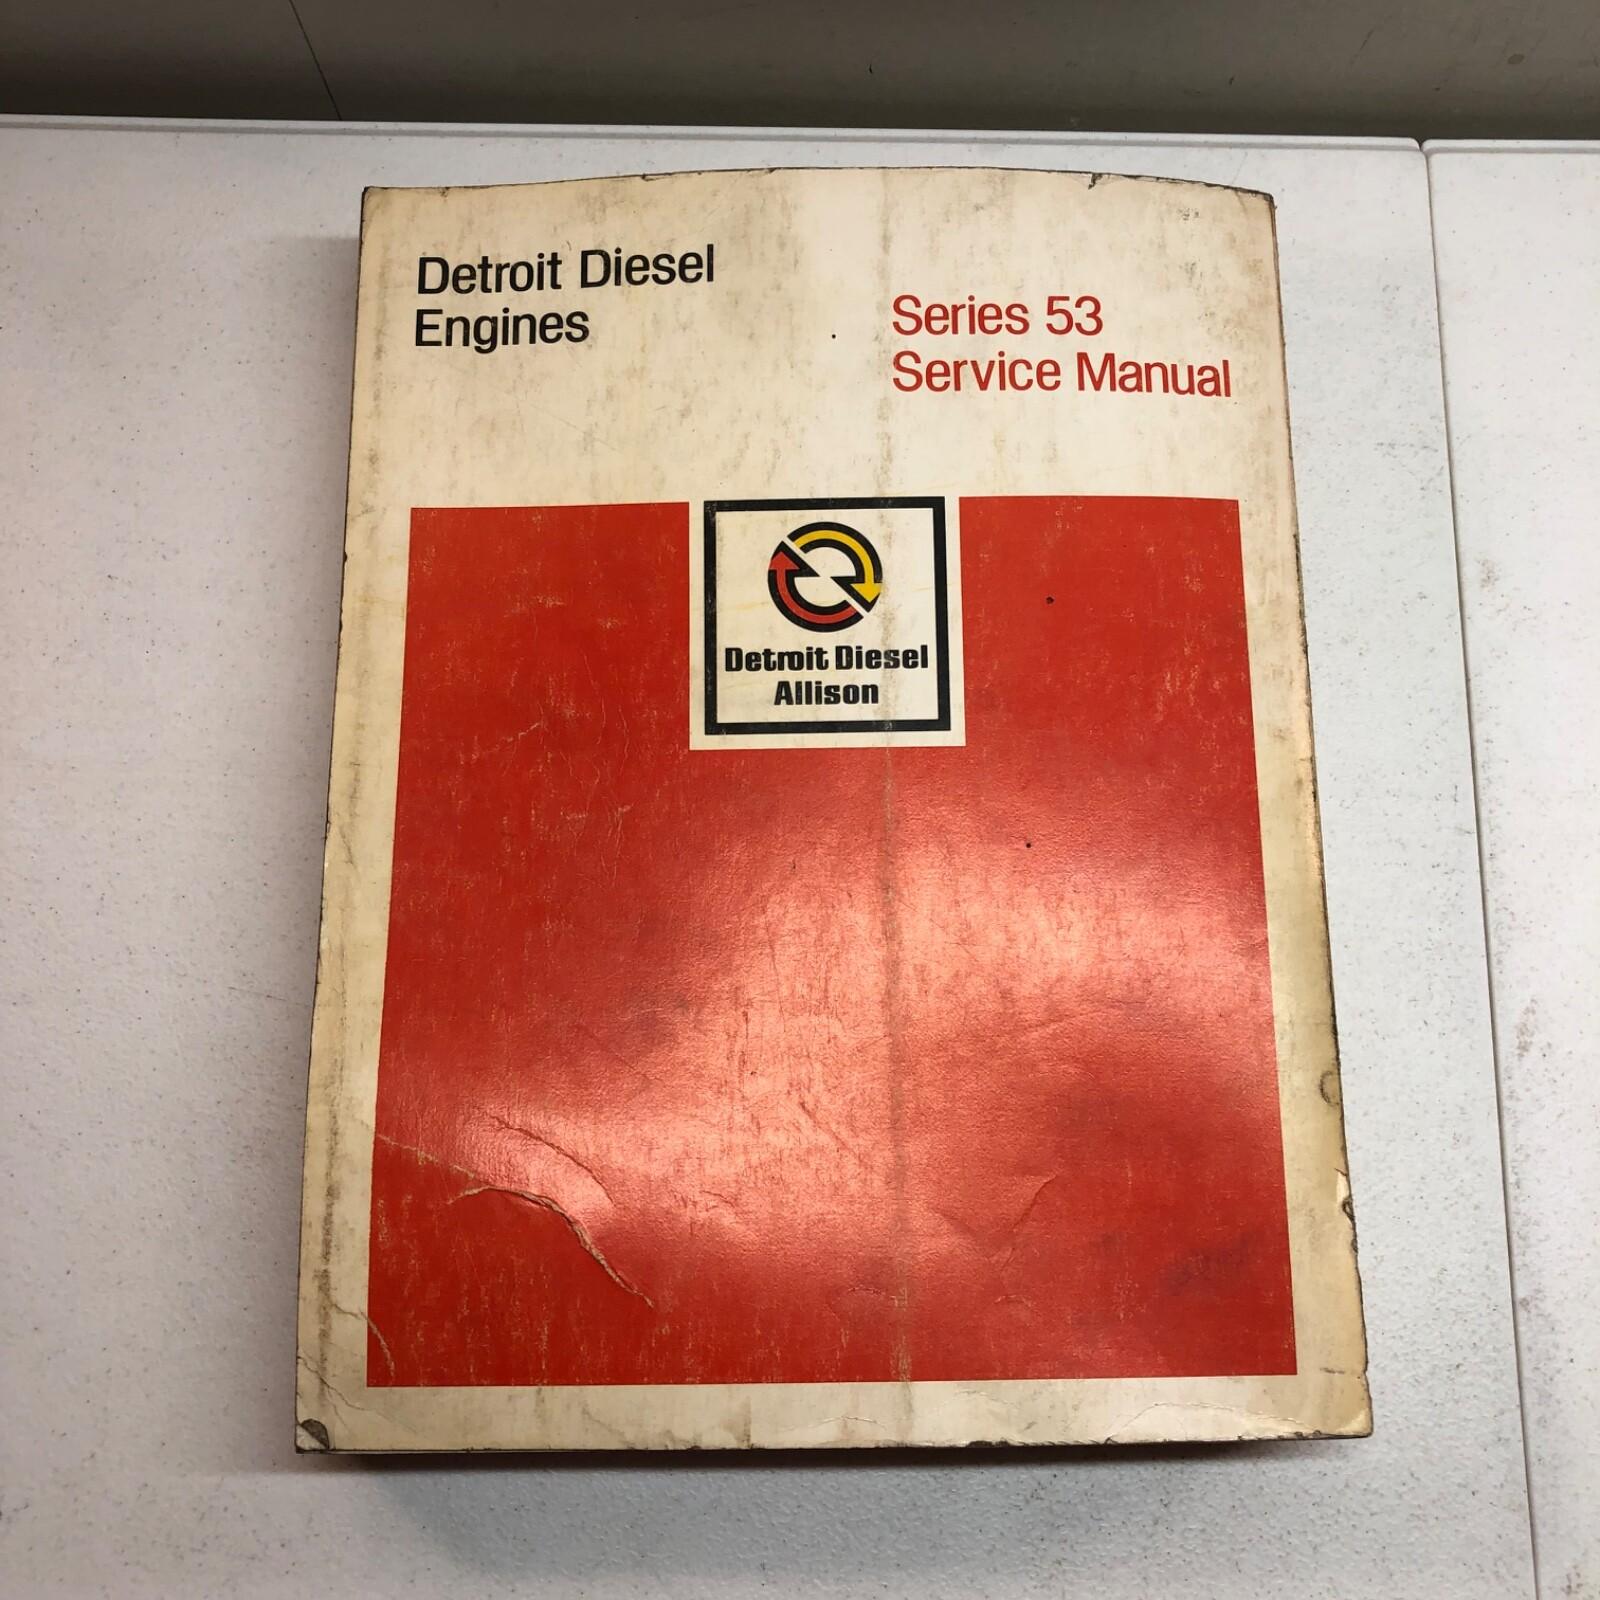 Detroit Diesel
Engines
Series 53
Service Manual
Detroit Diesel
Allison